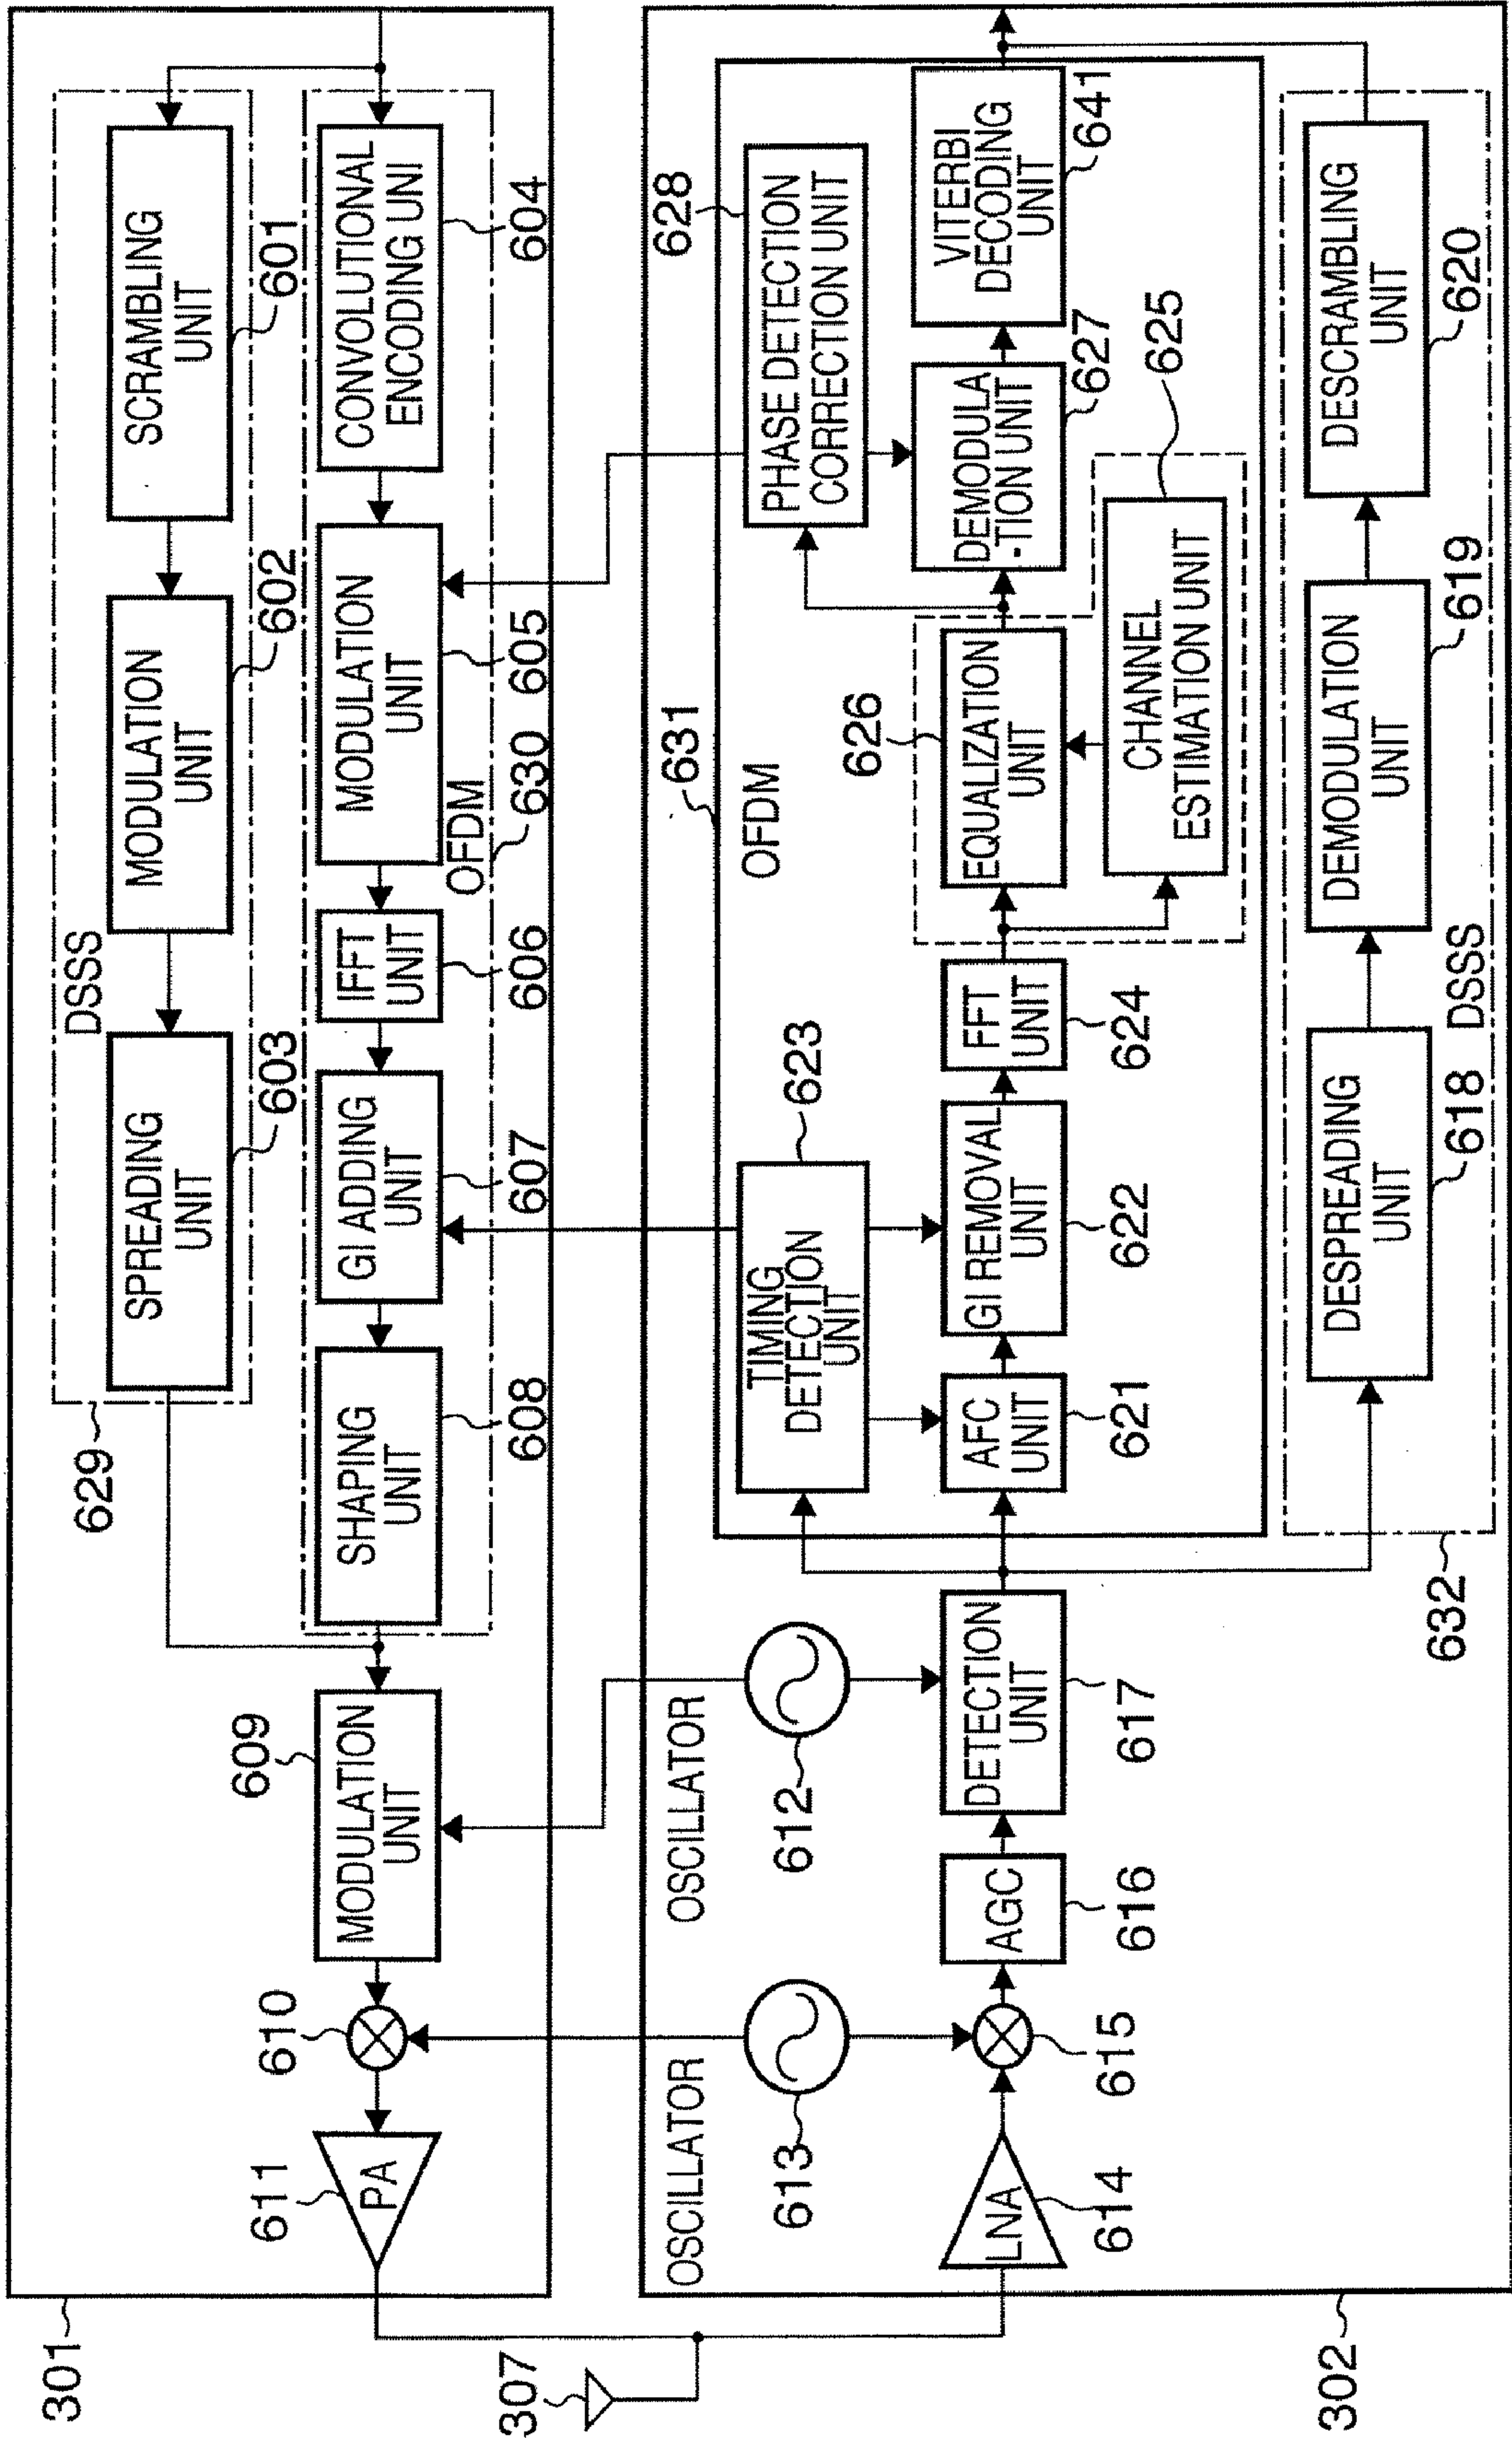 301
629
DSSS
SPREADING
UNIT
603
MODULATION
UNIT
602
SCRAMBLING
UNIT
601
611
PA
610
609
MODULATION
UNIT
SHAPING
UNIT
608
GI ADDING
UNIT
607
IFFT
UNIT
606
MODULATION
UNIT
605
CONVOLUTIONAL
ENCODING UNI
604
OFDM
630
307
302
OSCILLATOR
613
OSCILLATOR
612
631
OFDM
TIMING
DETECTION
UNIT
623
628
PHASE DETECTION
CORRECTION UNIT
LNA
614
615
AGC
616
DETECTION
UNIT
617
AFC
UNIT
621
GI REMOVAL
UNIT
622
FFT
UNIT
624
626
EQUALIZATION
UNIT
CHANNEL
ESTIMATION UNIT
625
DEMODULA
-TION UNIT
627
VITERBI
DECODING
UNIT
641
632
DESPREADING
UNIT
618
DSSS
DEMODULATION
UNIT
619
DESCRAMBLING
UNIT
620